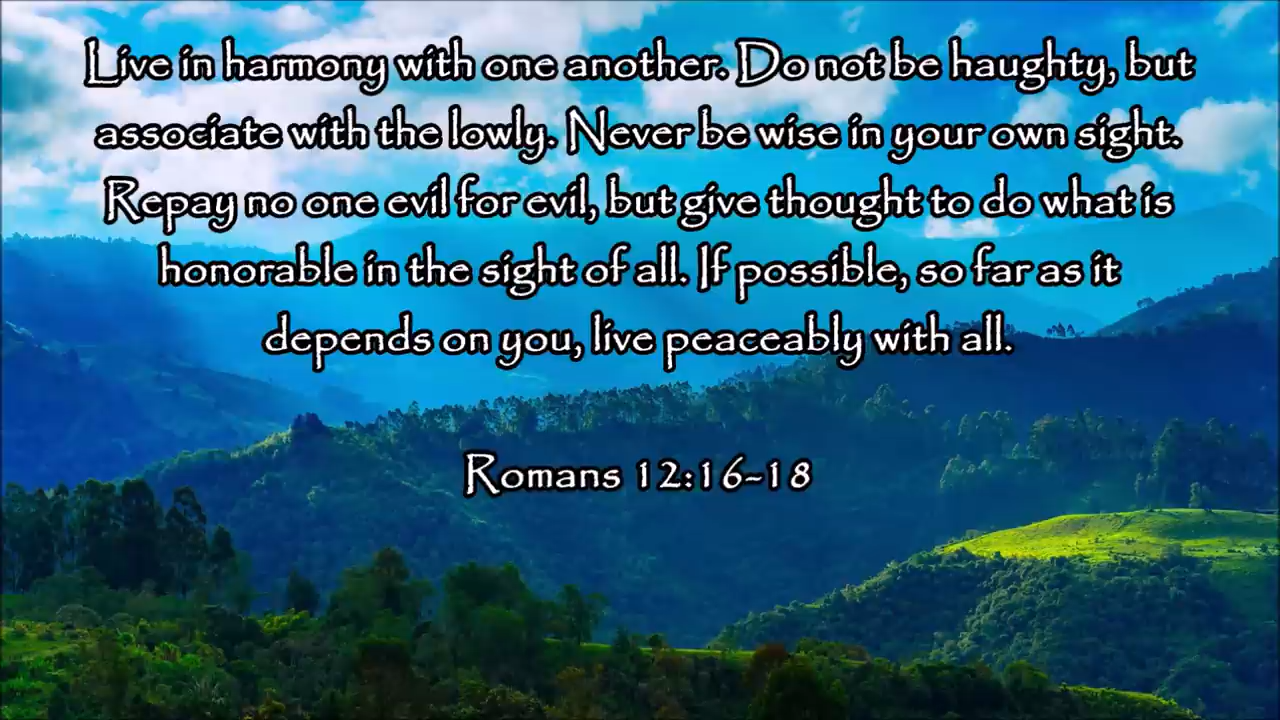 Live in harmony with one another. Do not be haughty, but
associate with the lowly. Never be wise in your own sight.
Repay no one evil for evil, but give thought to do what is
honorable in the sight of all. If possible, so far as it
depends on you, live peaceably with all.
Romans 12:16-18